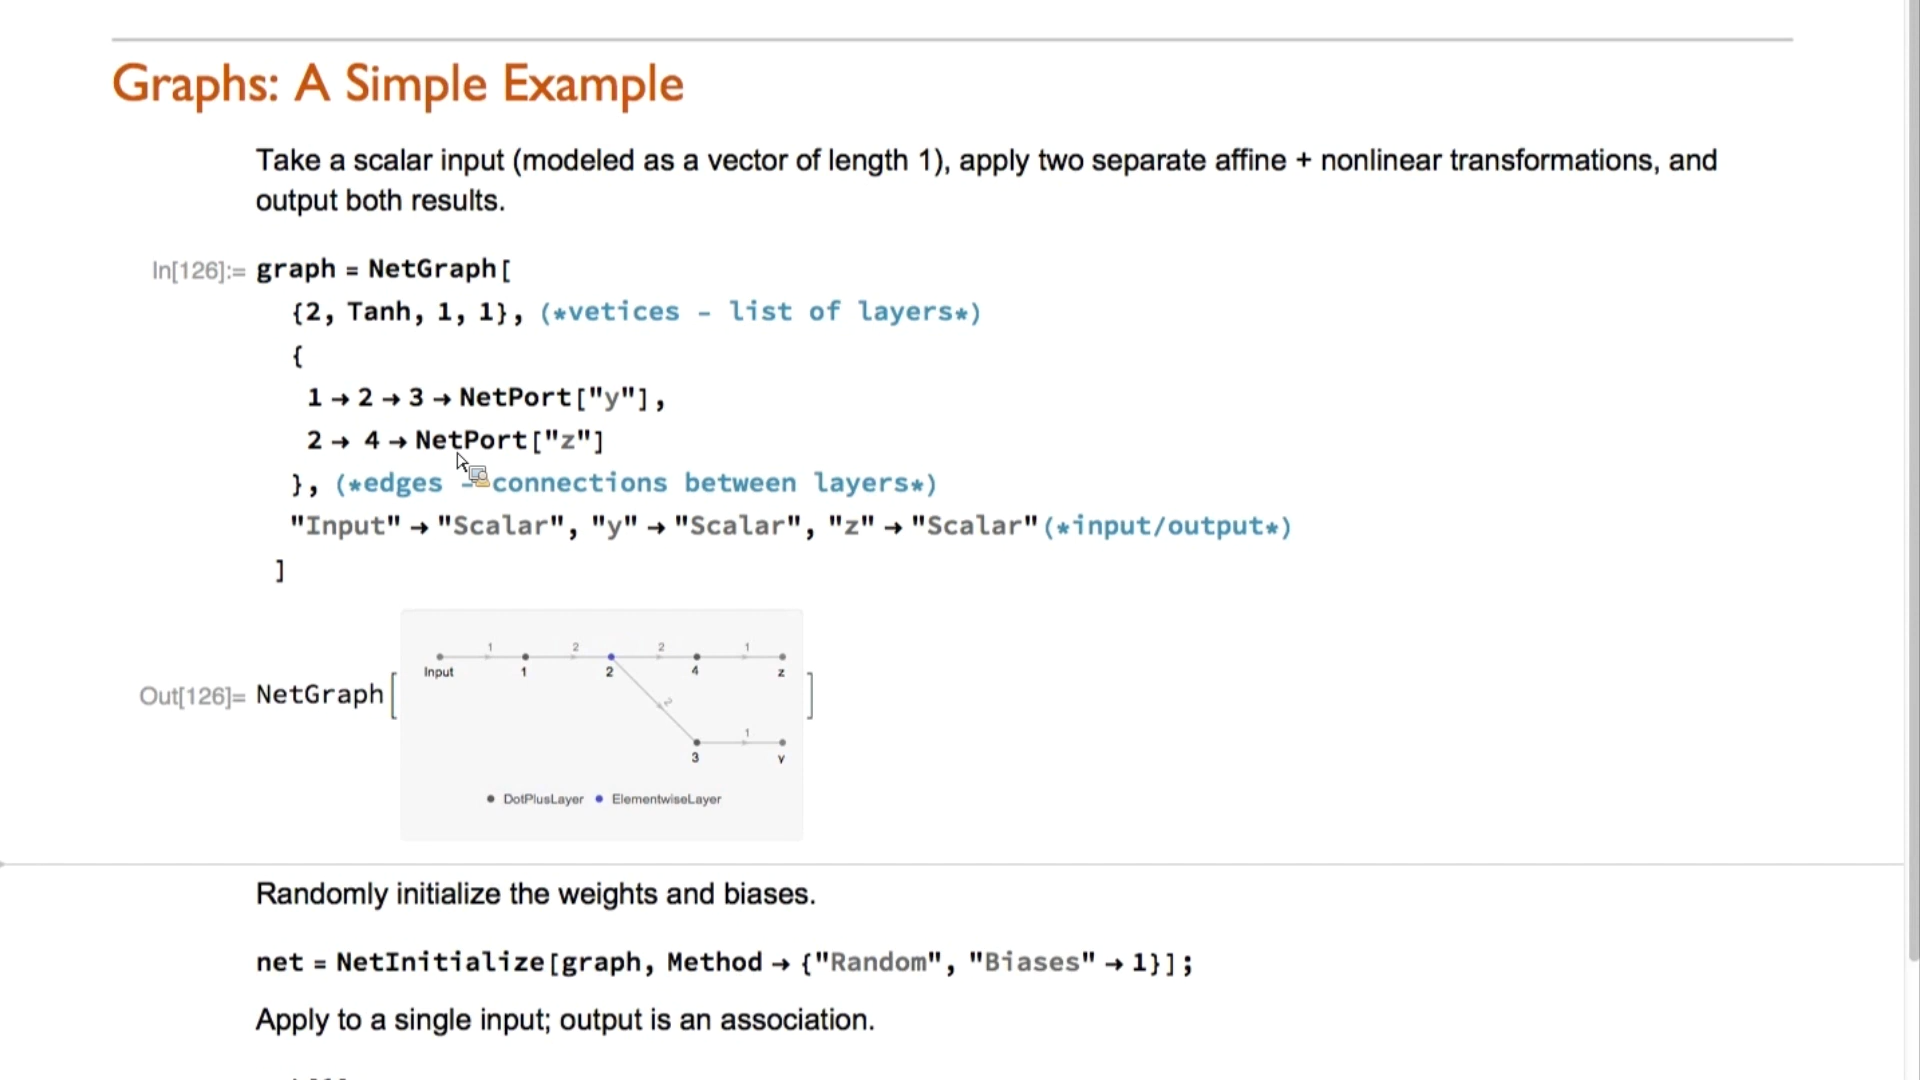 Graphs: A Simple Example
Take a scalar input (modeled as a vector of length 1), apply two separate affine + nonlinear transformations, and
output both results.
In[126]:= graph = NetGraph[
{2, Tanh, 1, 1}, (*vetices - list of layers*)
{
1 → 2 → 3 → NetPort["y"],
2 → 4 → NetPort["z"]
}, (*edges - connections between layers*)
"Input" → "Scalar", "y" → "Scalar", "z" → "Scalar"(*input/output*)
]
1 2 2 1
Input 1 2 4 z
Out[126]= NetGraph[ ]
2
1
3 y
• DotPlusLayer • ElementwiseLayer
Randomly initialize the weights and biases.
net = NetInitialize[graph, Method → {"Random", "Biases" → 1}];
Apply to a single input; output is an association.